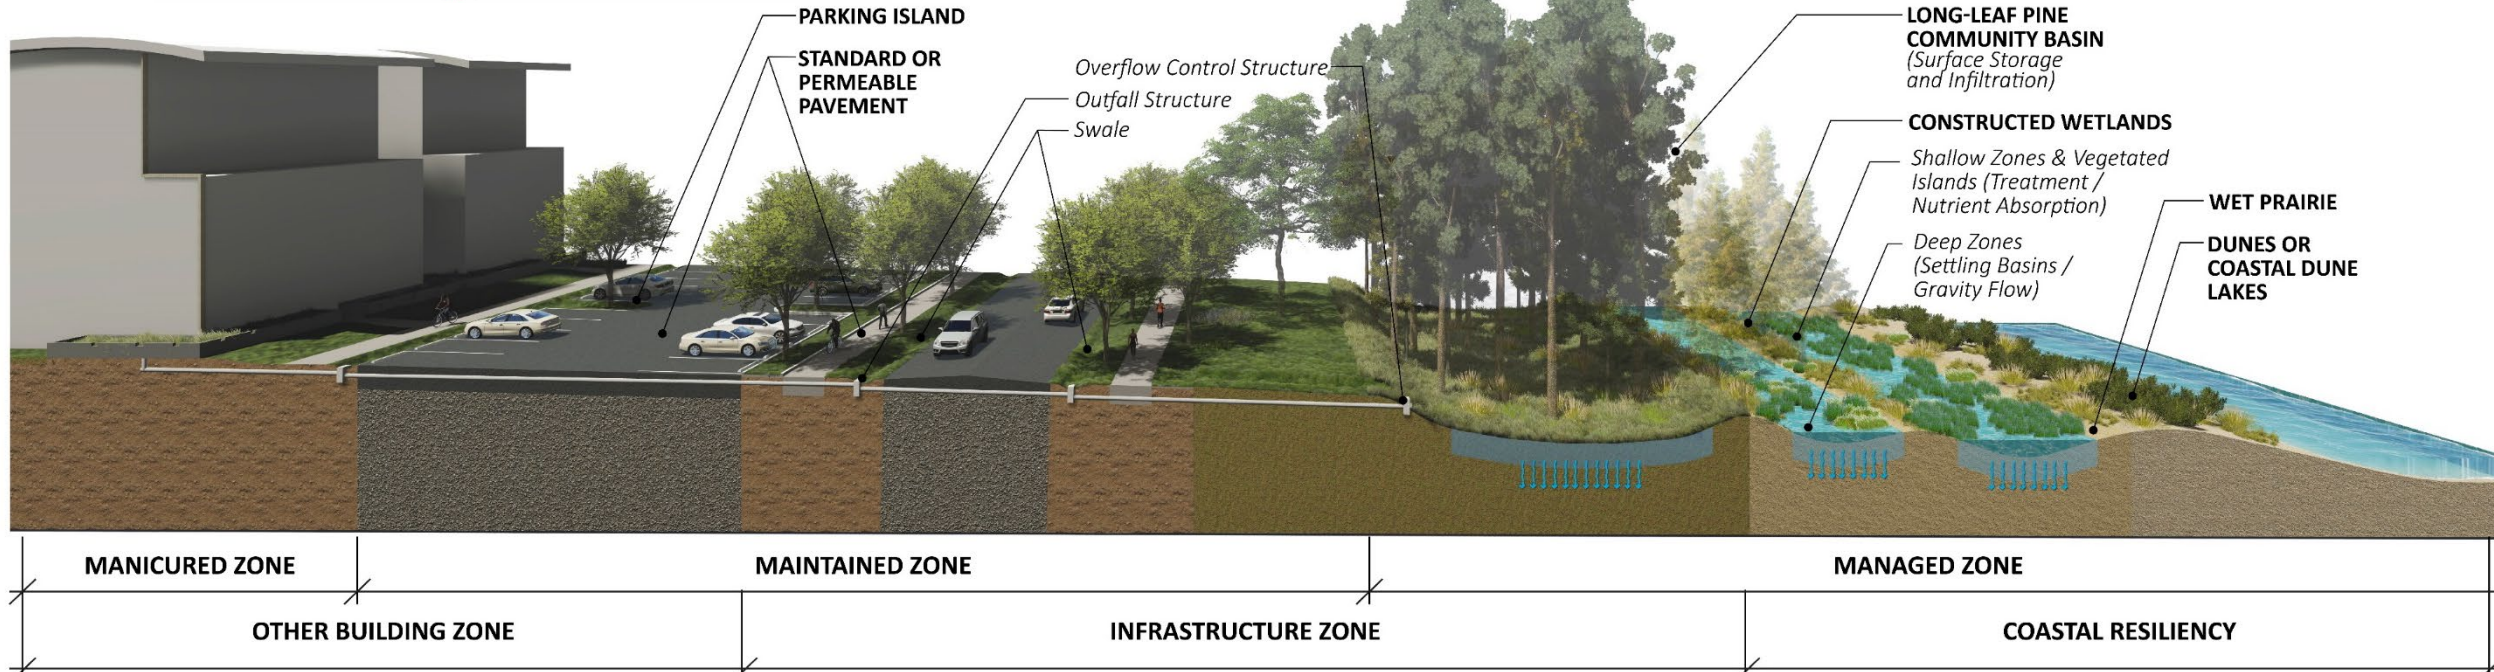 PARKING ISLAND
STANDARD OR
PERMEABLE
PAVEMENT
Overflow Control Structure
Outfall Structure
Swale
LONG-LEAF PINE
COMMUNITY BASIN
(Surface Storage
and Infiltration)
CONSTRUCTED WETLANDS
Shallow Zones & Vegetated
Islands (Treatment /
Nutrient Absorption)
Deep Zones
(Settling Basins /
Gravity Flow)
WET PRAIRIE
DUNES OR
COASTAL DUNE
LAKES
MANICURED ZONE
MAINTAINED ZONE
MANAGED ZONE
OTHER BUILDING ZONE
INFRASTRUCTURE ZONE
COASTAL RESILIENCY